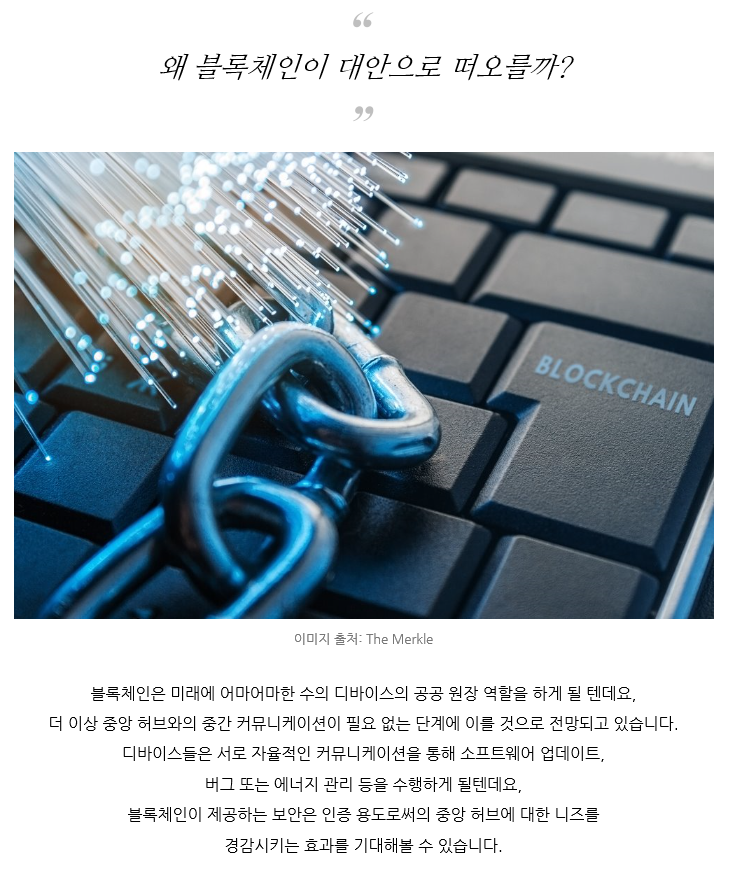 “
왜 블록체인이 대안으로 떠오를까?
”
BLOCKCHAIN
이미지 출처: The Merkle
블록체인은 미래에 어마어마한 수의 디바이스의 공공 원장 역할을 하게 될 텐데요,
더 이상 중앙 허브와의 중간 커뮤니케이션이 필요 없는 단계에 이를 것으로 전망되고 있습니다.
디바이스들은 서로 자율적인 커뮤니케이션을 통해 소프트웨어 업데이트,
버그 또는 에너지 관리 등을 수행하게 될텐데요,
블록체인이 제공하는 보안은 인증 용도로써의 중앙 허브에 대한 니즈를
경감시키는 효과를 기대해볼 수 있습니다.